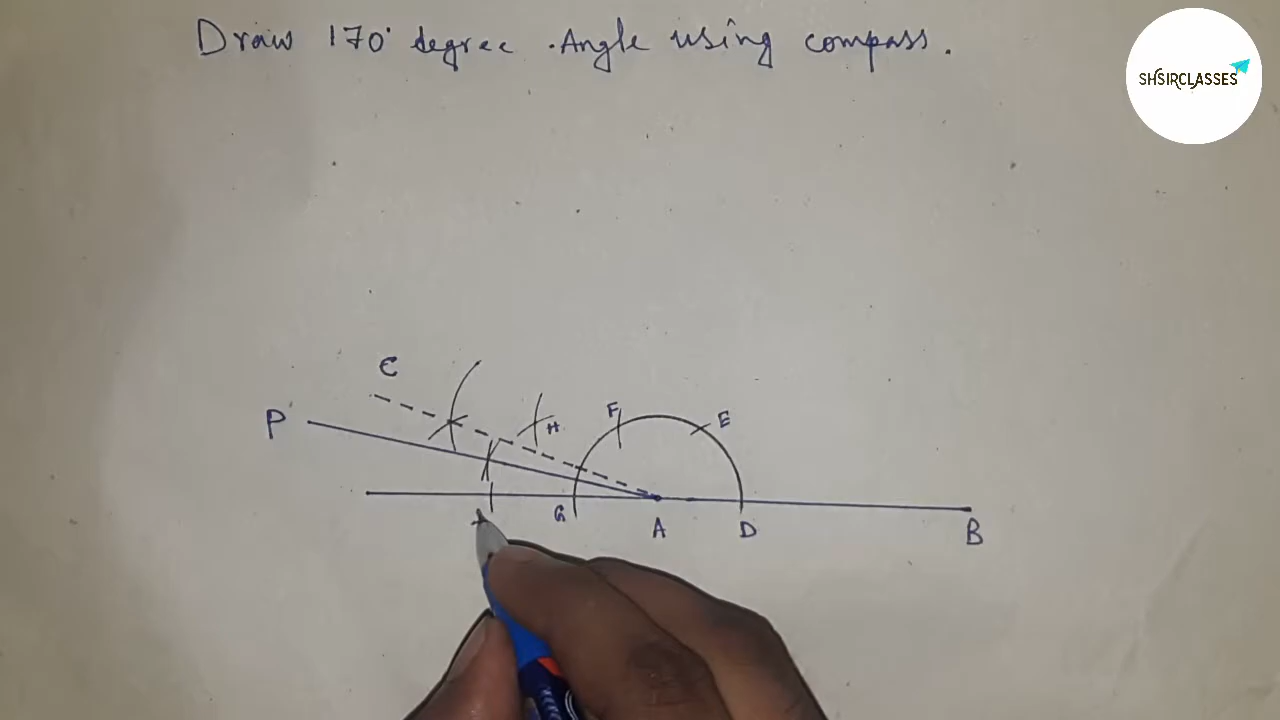 Draw 170° degree .Angle using compass.
SHSIRCLASSES
C
P
F
E
H
G
A
D
B